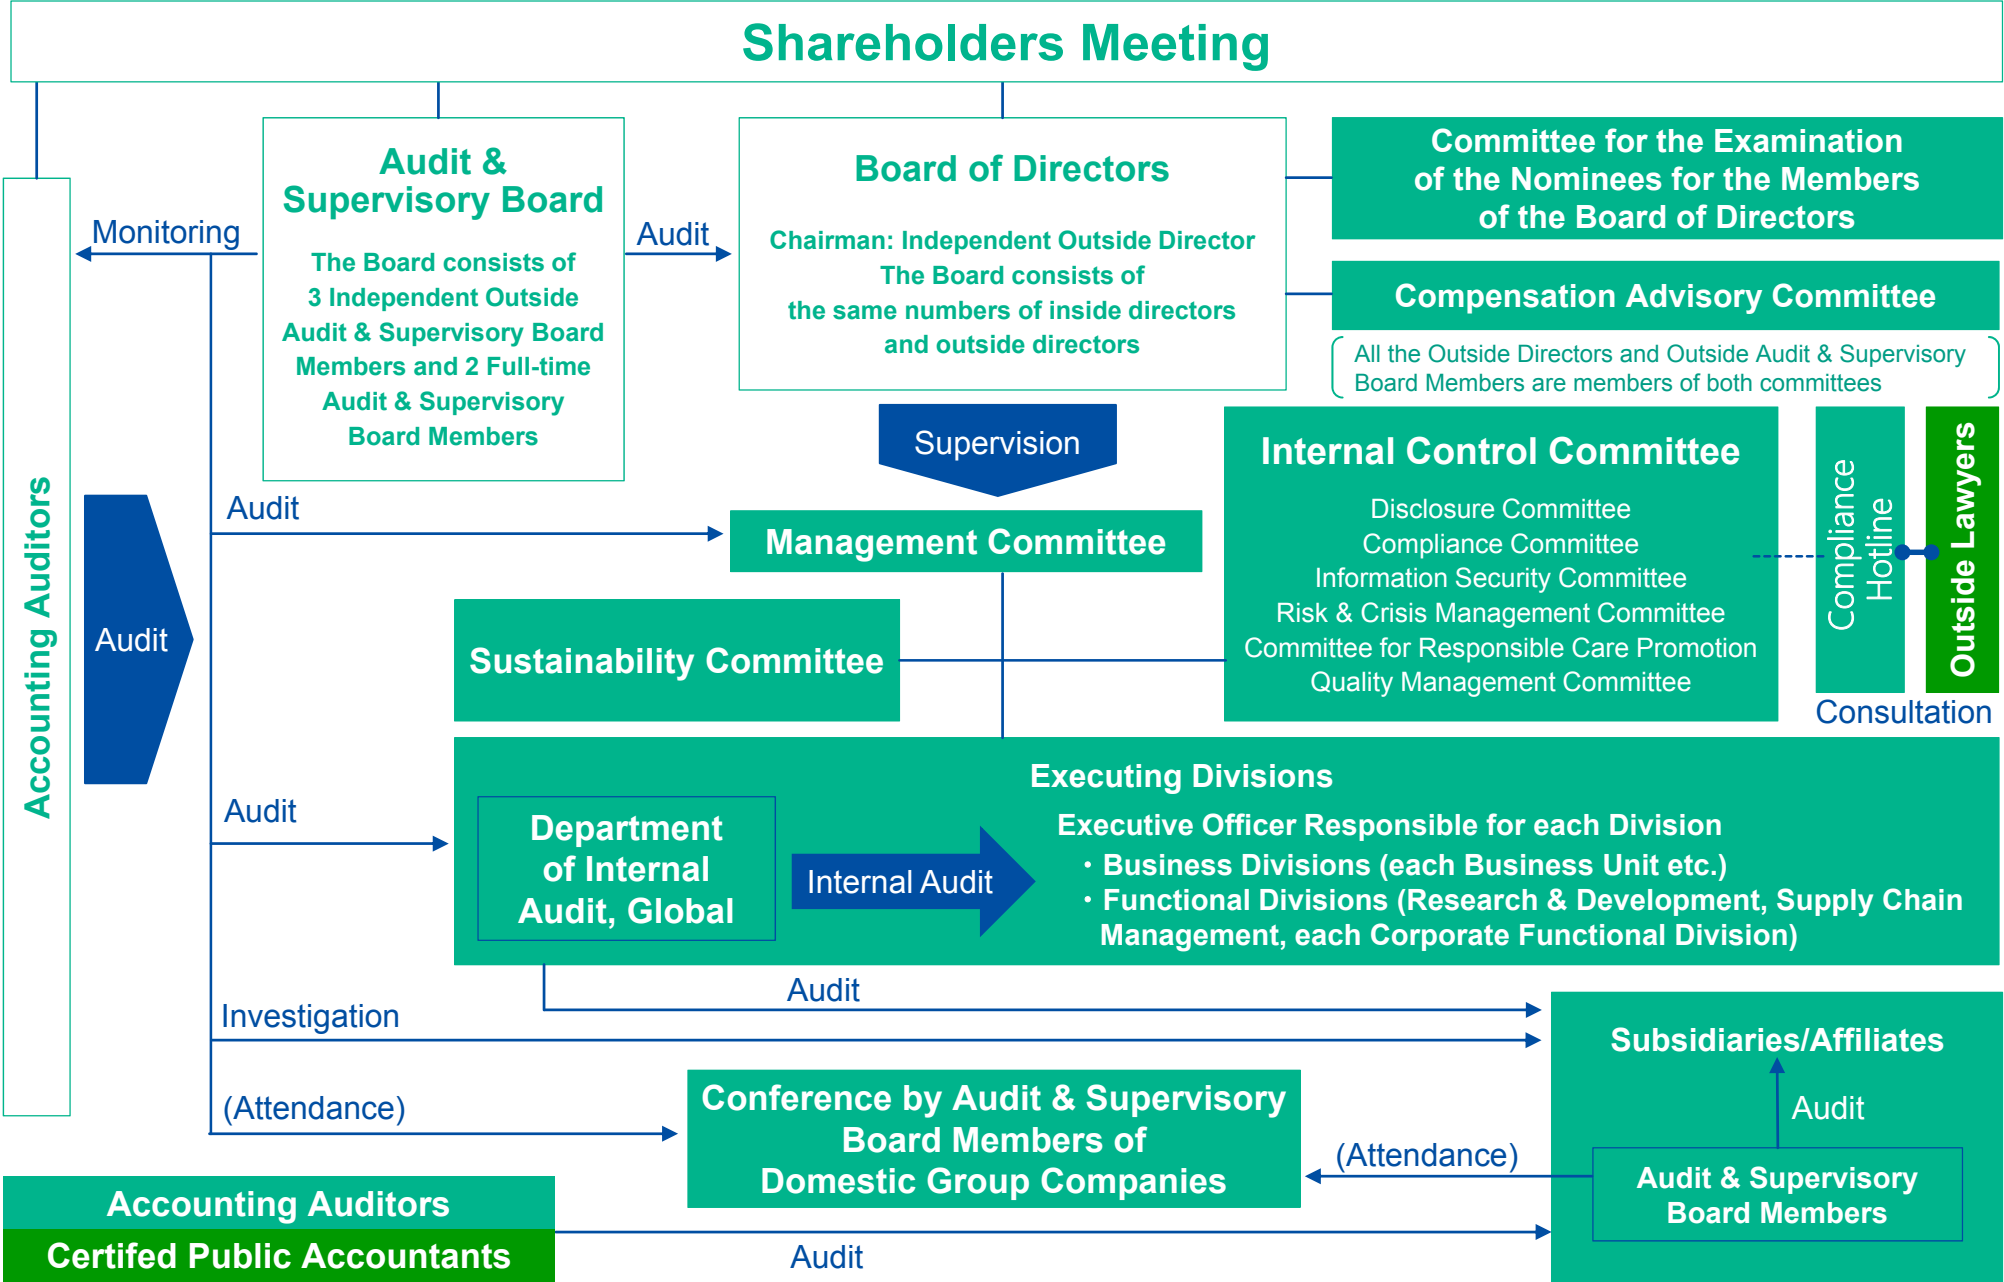 Shareholders Meeting
Audit &
Supervisory Board
The Board consists of
3 Independent Outside
Audit & Supervisory Board
Members and 2 Full-time
Audit & Supervisory
Board Members
Monitoring
Audit
Board of Directors
Chairman: Independent Outside Director
The Board consists of
the same numbers of inside directors
and outside directors
Committee for the Examination
of the Nominees for the Members
of the Board of Directors
Compensation Advisory Committee
All the Outside Directors and Outside Audit & Supervisory
Board Members are members of both committees
Supervision
Accounting Auditors
Audit
Audit
Management Committee
Internal Control Committee
Disclosure Committee
Compliance Committee
Information Security Committee
Risk & Crisis Management Committee
Committee for Responsible Care Promotion
Quality Management Committee
Compliance
Hotline
Outside Lawyers
Consultation
Sustainability Committee
Audit
Executing Divisions
Department
of Internal
Audit, Global
Internal Audit
Executive Officer Responsible for each Division
・Business Divisions (each Business Unit etc.)
・Functional Divisions (Research & Development, Supply Chain
Management, each Corporate Functional Division)
Audit
Investigation
Subsidiaries/Affiliates
Audit
Audit & Supervisory
Board Members
(Attendance)
Conference by Audit & Supervisory
Board Members of
Domestic Group Companies
(Attendance)
Accounting Auditors
Certifed Public Accountants
Audit